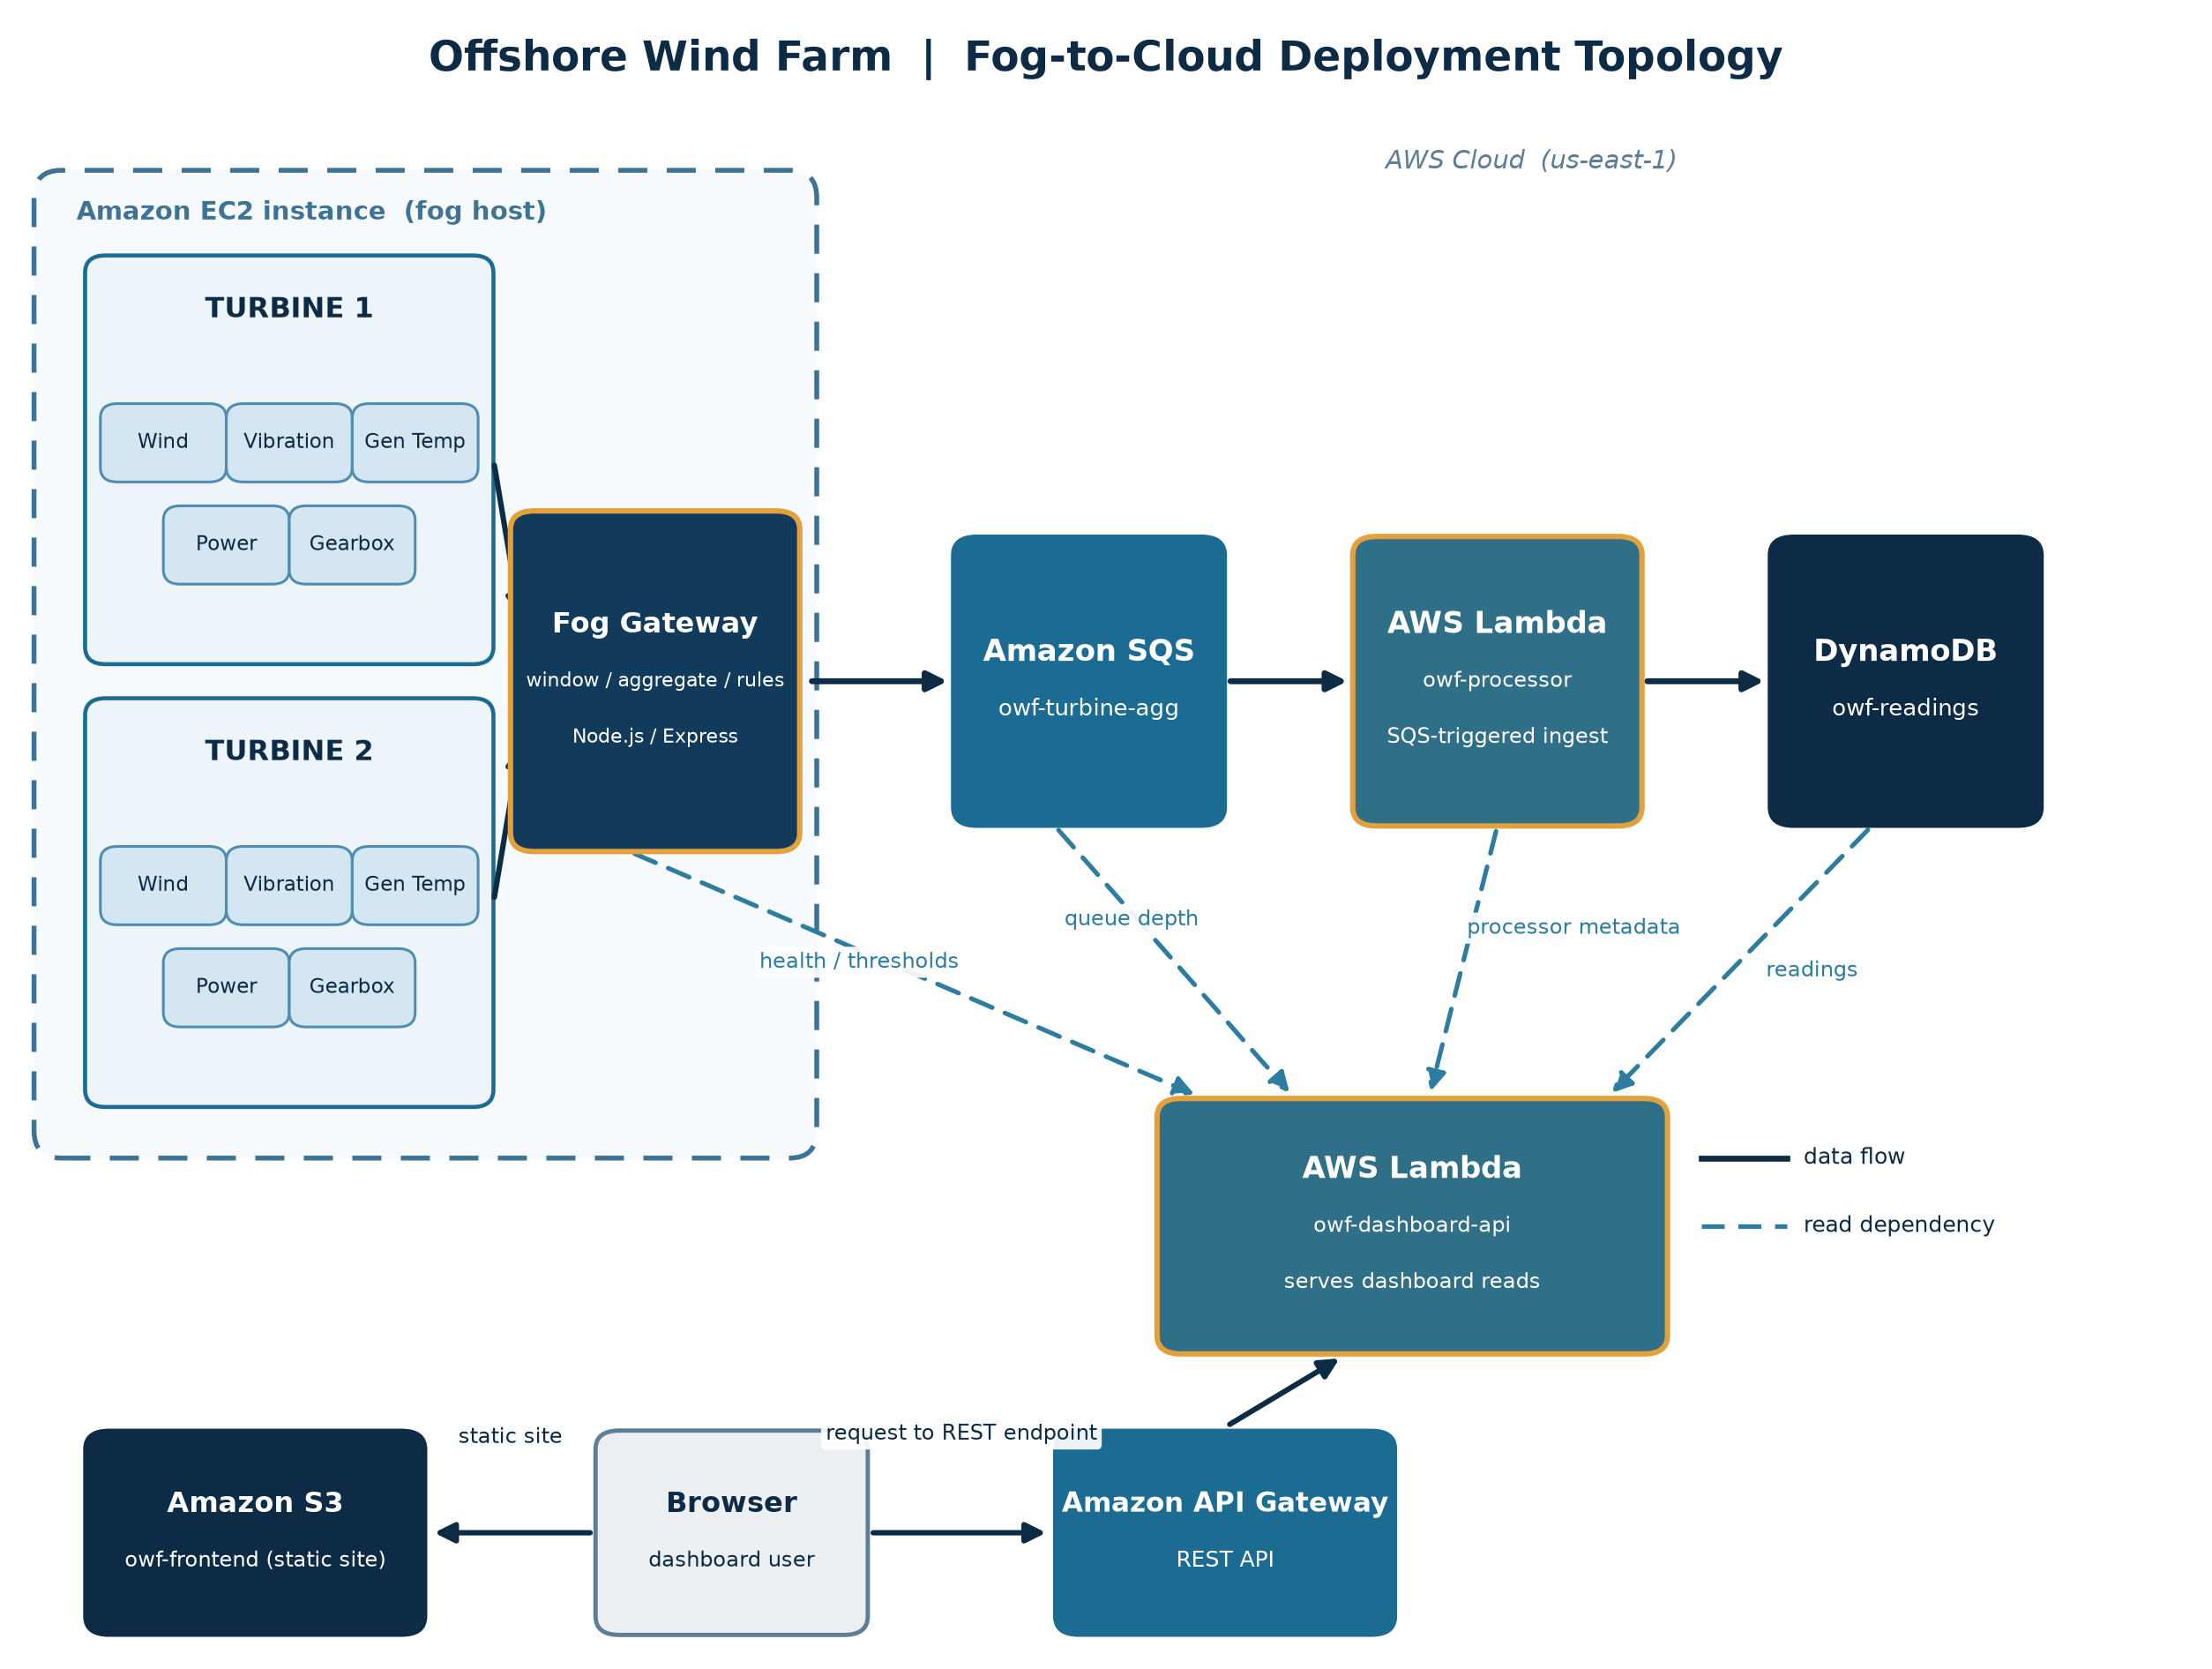 Offshore Wind Farm | Fog-to-Cloud Deployment Topology
AWS Cloud (us-east-1)
Amazon EC2 instance (fog host)
TURBINE 1
Wind
Vibration
Gen Temp
Power
Gearbox
TURBINE 2
Wind
Vibration
Gen Temp
Power
Gearbox
Fog Gateway
window / aggregate / rules
Node.js / Express
Amazon SQS
owf-turbine-agg
AWS Lambda
owf-processor
SQS-triggered ingest
DynamoDB
owf-readings
health / thresholds
queue depth
processor metadata
readings
AWS Lambda
owf-dashboard-api
serves dashboard reads
data flow
read dependency
Amazon S3
owf-frontend (static site)
static site
Browser
dashboard user
request to REST endpoint
Amazon API Gateway
REST API